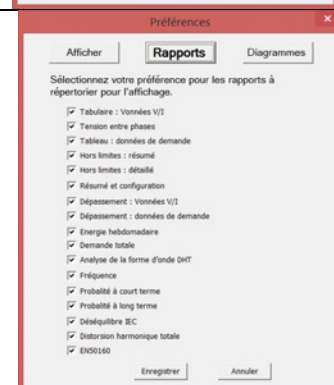 Préférences
x
Afficher Rapports Diagrammes
Sélectionnez votre préférence pour les rapports à
répertorier pour l'affichage.
Tabulaire : Vonnées V/I
Tension entre phases
Tableau : données de demande
Hors limites : résumé
Hors limites : détaillé
Résumé et configuration
Dépassement : Vonnées V/I
Dépassement : données de demande
Energie hebdomadaire
Demande totale
Analyse de la forme d'onde DHT
Fréquence
Probalité à court terme
Probalité à long terme
Déséquilibre IEC
Distorsion harmonique totale
EN50160
Enregistrer Annuler